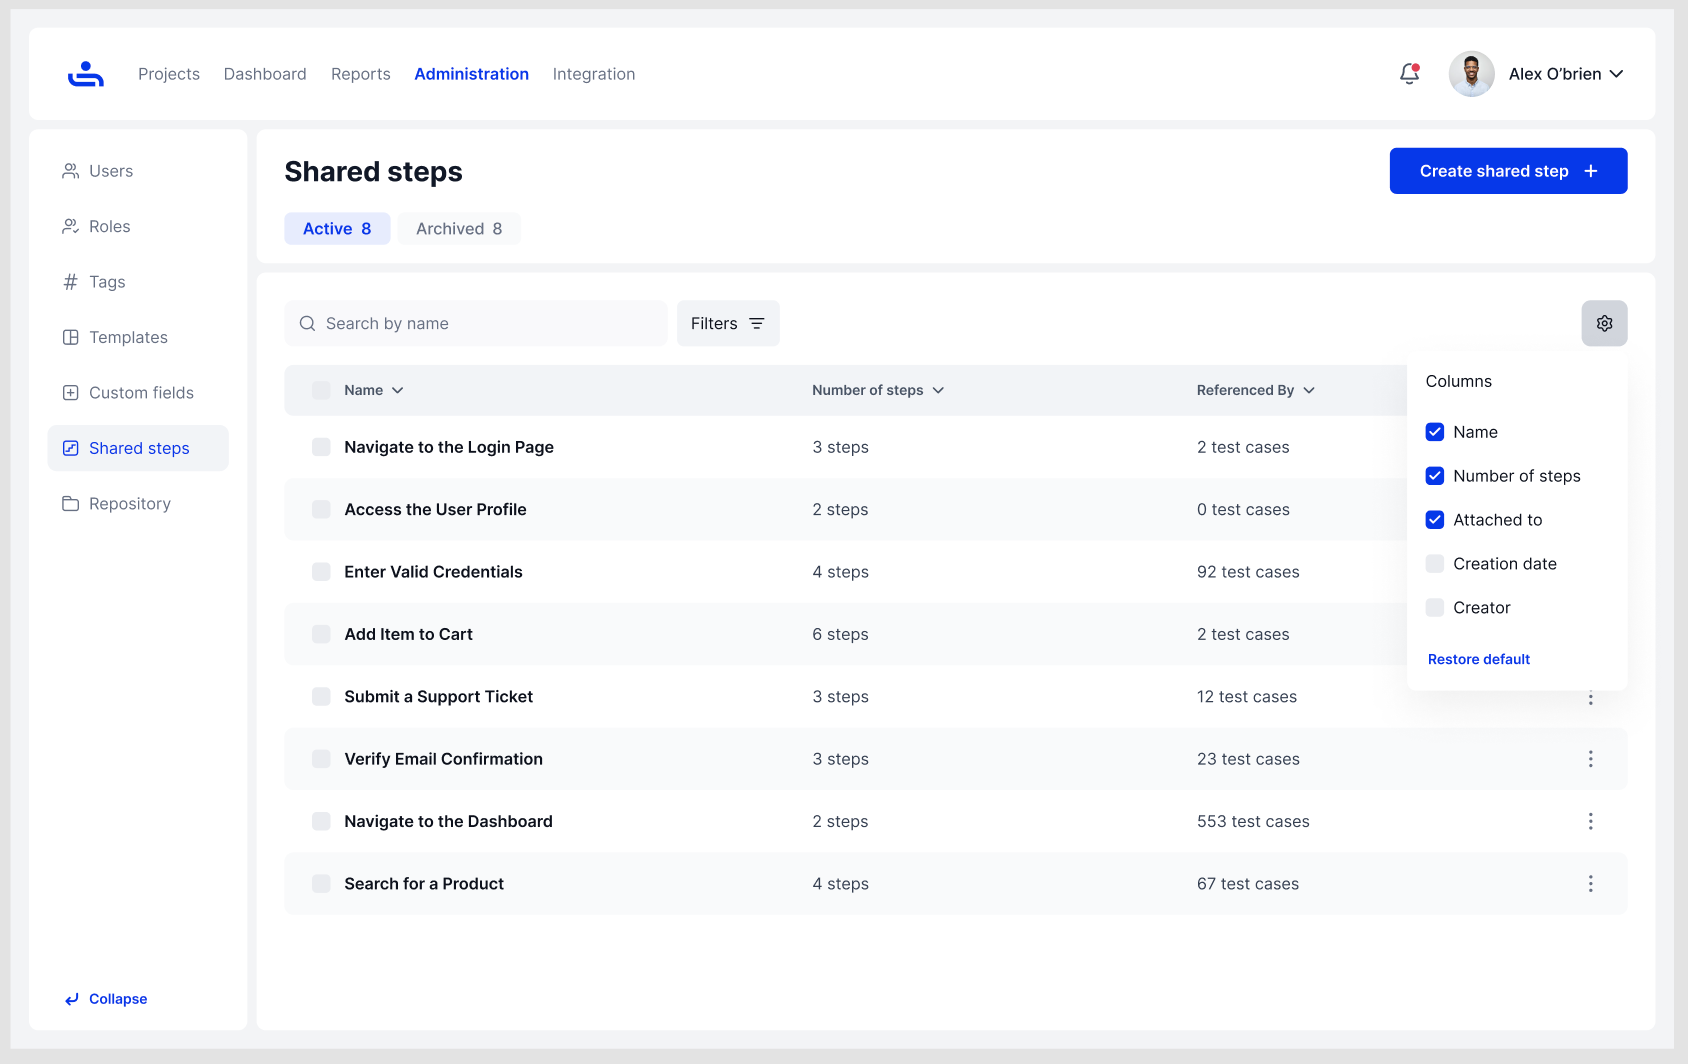 Projects Dashboard Reports Administration Integration
Alex O’brien
Users
Roles
Tags
Templates
Custom fields
Shared steps
Repository
Collapse
Shared steps
Create shared step
Active 8 Archived 8
Search by name
Filters
Name Number of steps Referenced By
Navigate to the Login Page 3 steps 2 test cases
Access the User Profile 2 steps 0 test cases
Enter Valid Credentials 4 steps 92 test cases
Add Item to Cart 6 steps 2 test cases
Submit a Support Ticket 3 steps 12 test cases
Verify Email Confirmation 3 steps 23 test cases
Navigate to the Dashboard 2 steps 553 test cases
Search for a Product 4 steps 67 test cases
Columns
Name
Number of steps
Attached to
Creation date
Creator
Restore default